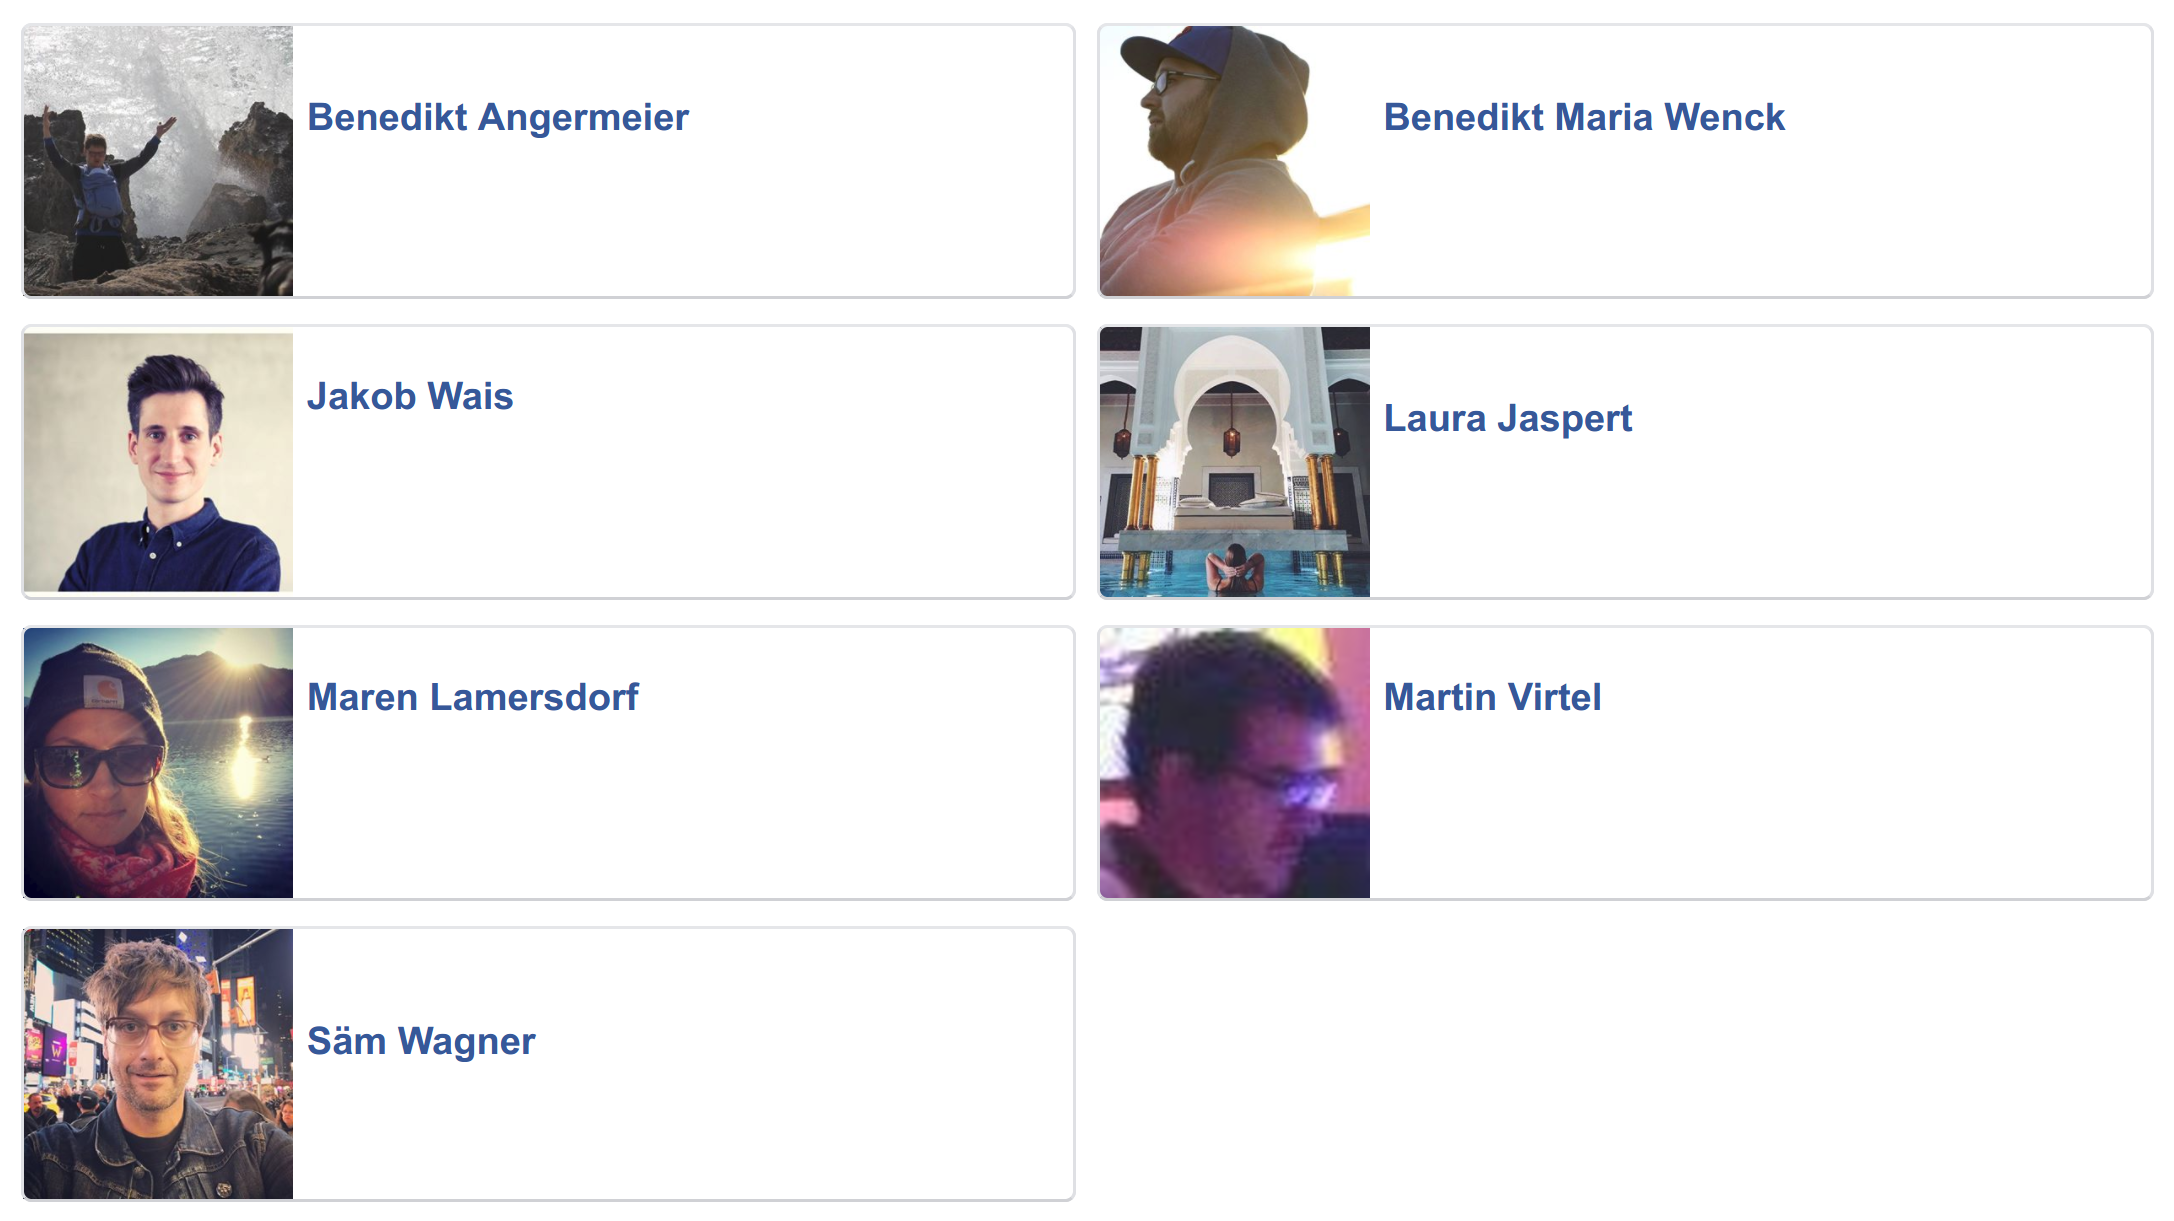 Benedikt Angermeier
Benedikt Maria Wenck
Jakob Wais
Laura Jaspert
Maren Lamersdorf
Martin Virtel
Säm Wagner